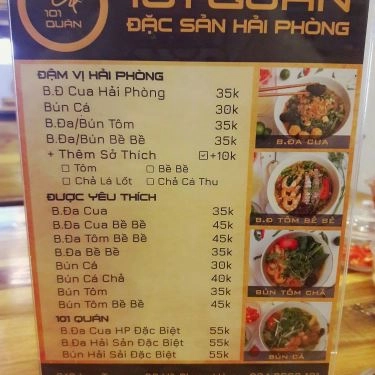 101
QUÁN
101 QUÁN
ĐẶC SẢN HẢI PHÒNG
ĐẬM VỊ HẢI PHÒNG
B.Đ Cua Hải Phòng 35k
Bún Cá 30k
B.Đa/Bún Tôm 35k
B.Đa/Bún Bề Bề 35k
+ Thêm Sở Thích ☑+10k
☐ Tôm ☐ Bề Bề
☐ Chả Lá Lốt ☐ Chả Cá Thu
ĐƯỢC YÊU THÍCH
B.Đa Cua 35k
B.Đa Cua Bề Bề 45k
B.Đa Tôm Bề Bề 45k
B.Đa Bề Bề 35k
Bún Cá 30k
Bún Cá Chả 40k
Bún Tôm 35k
Bún Tôm Bề Bề 45k
101 QUÁN
B.Đa Cua HP Đặc Biệt 55k
B.Đa Hải Sản Đặc Biệt 55k
Bún Hải Sải Đặc Biệt 55k
B.ĐA CUA
B.Đ TÔM BỀ BỀ
BÚN TÔM CHẢ
BÚN CÁ